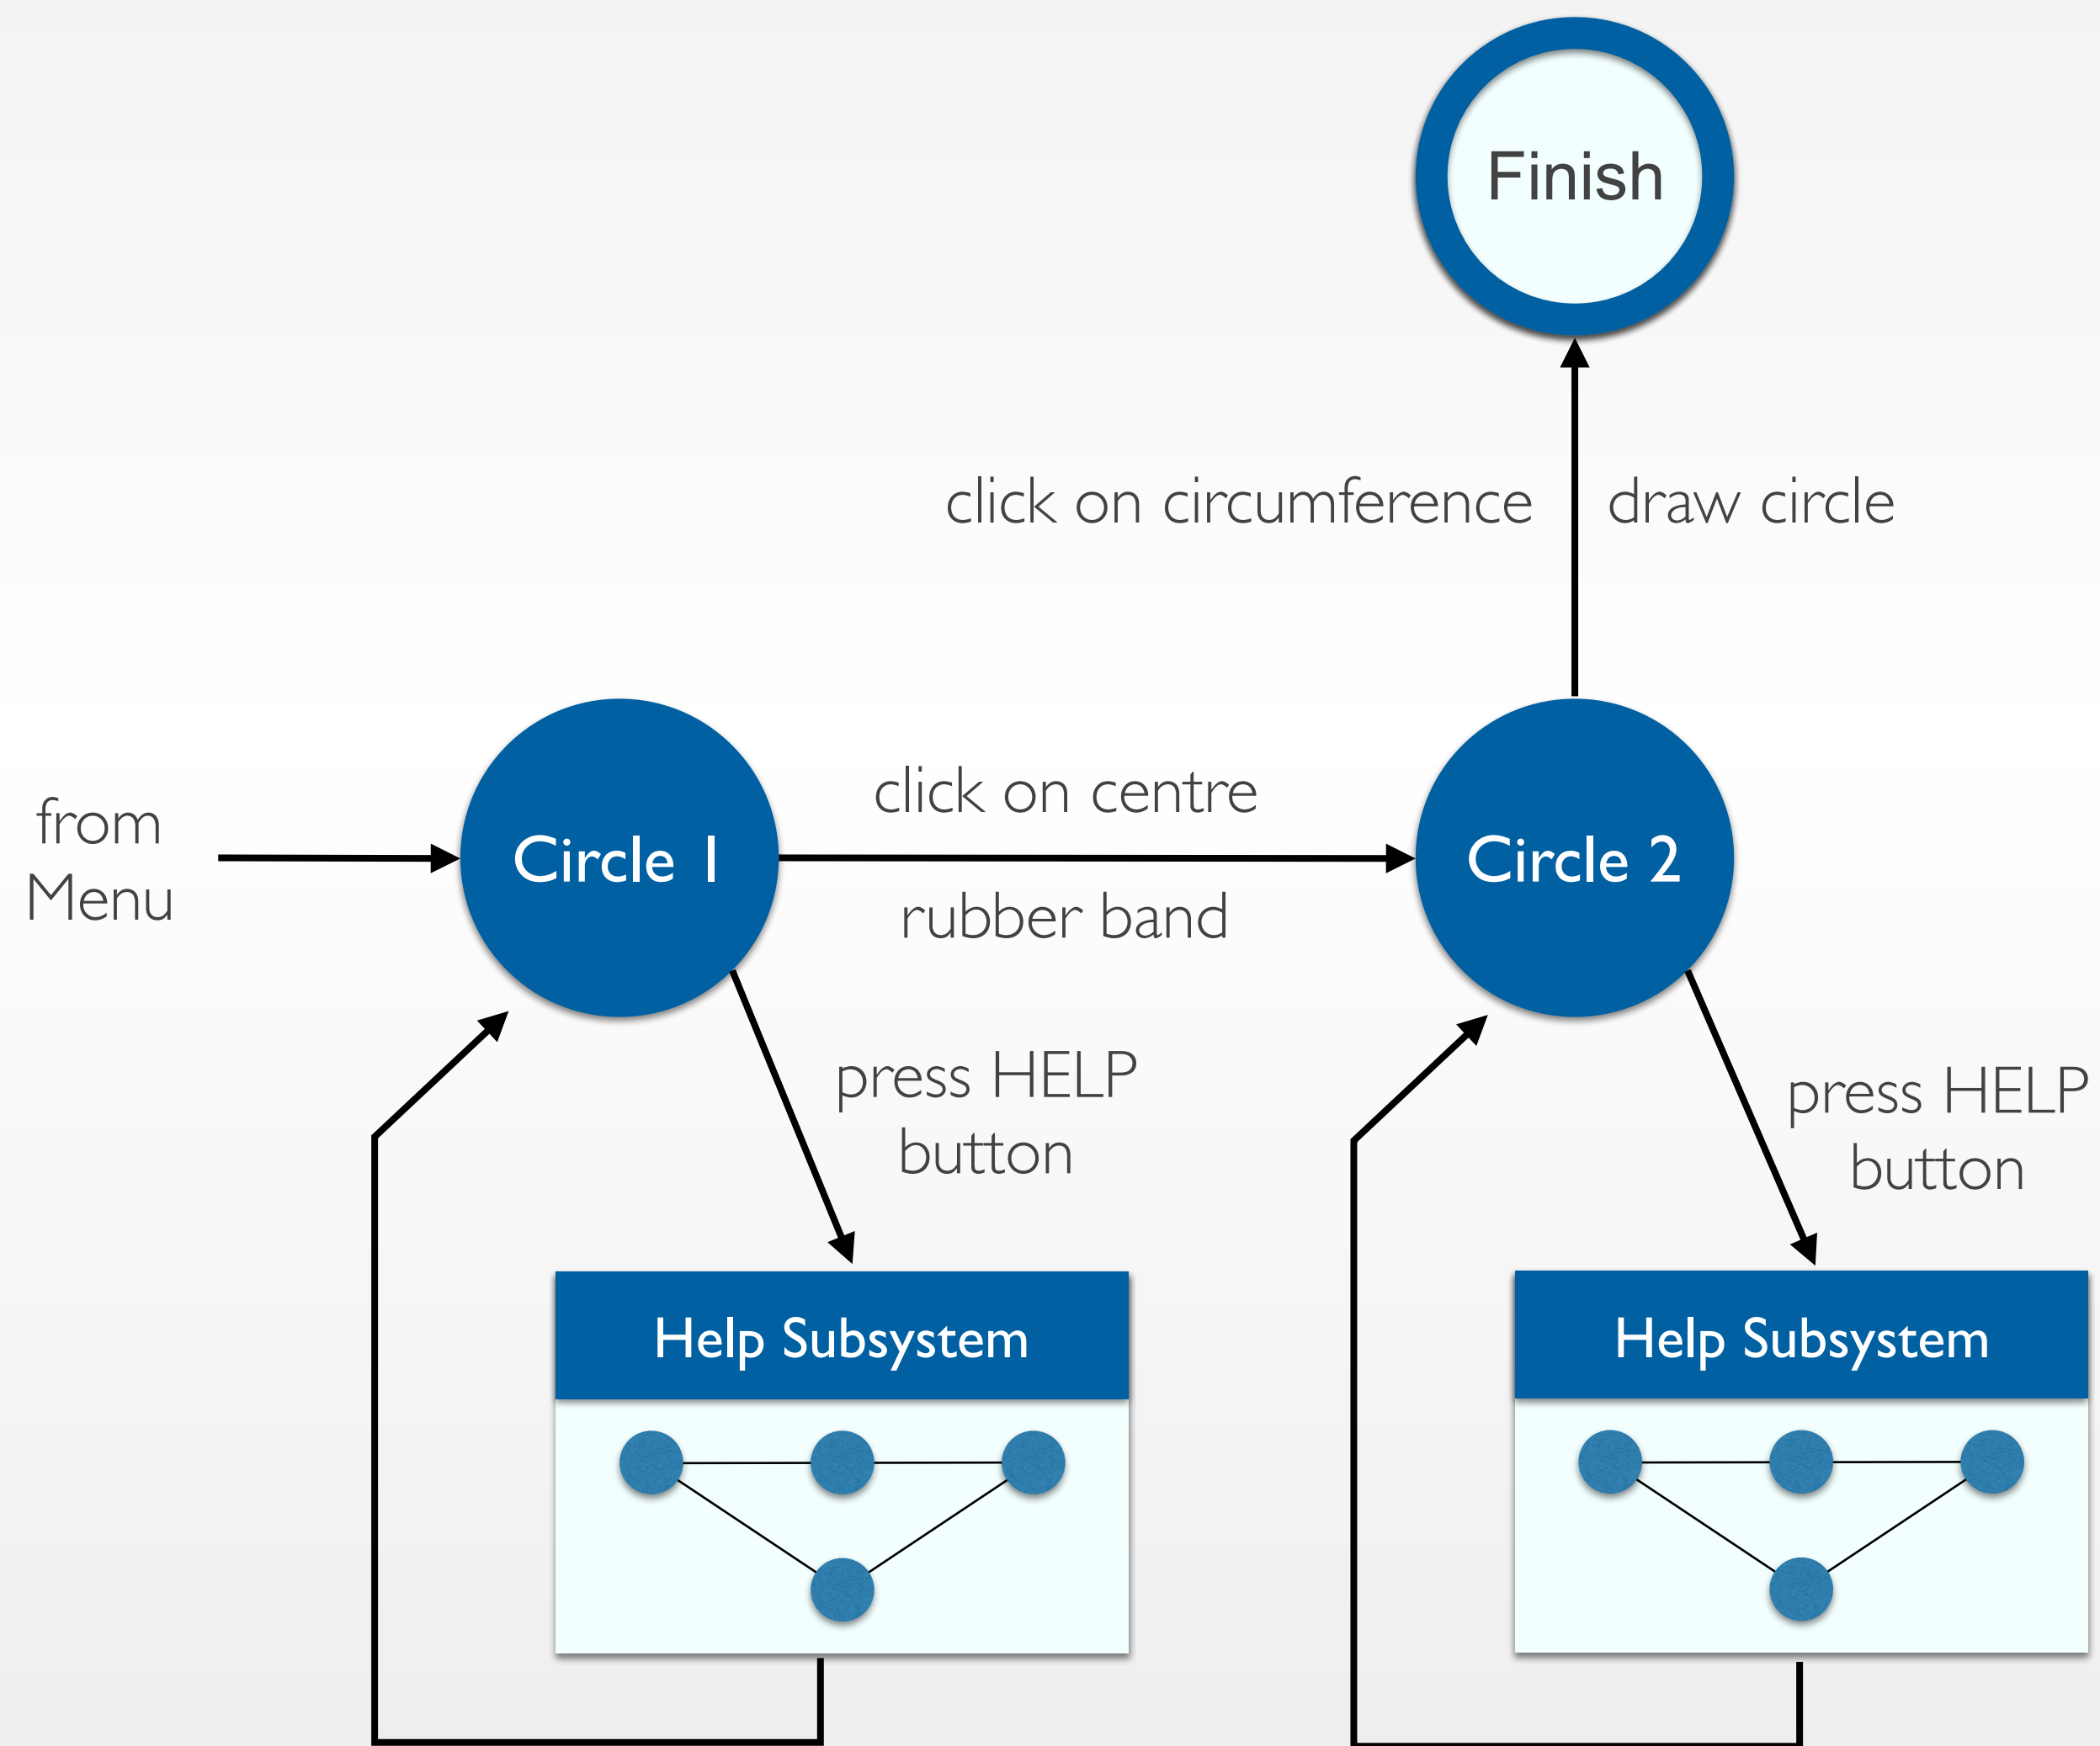 Finish
click on circumference
draw circle
from
Menu
Circle 1
click on centre
rubber band
Circle 2
press HELP
button
press HELP
button
Help Subsystem
Help Subsystem